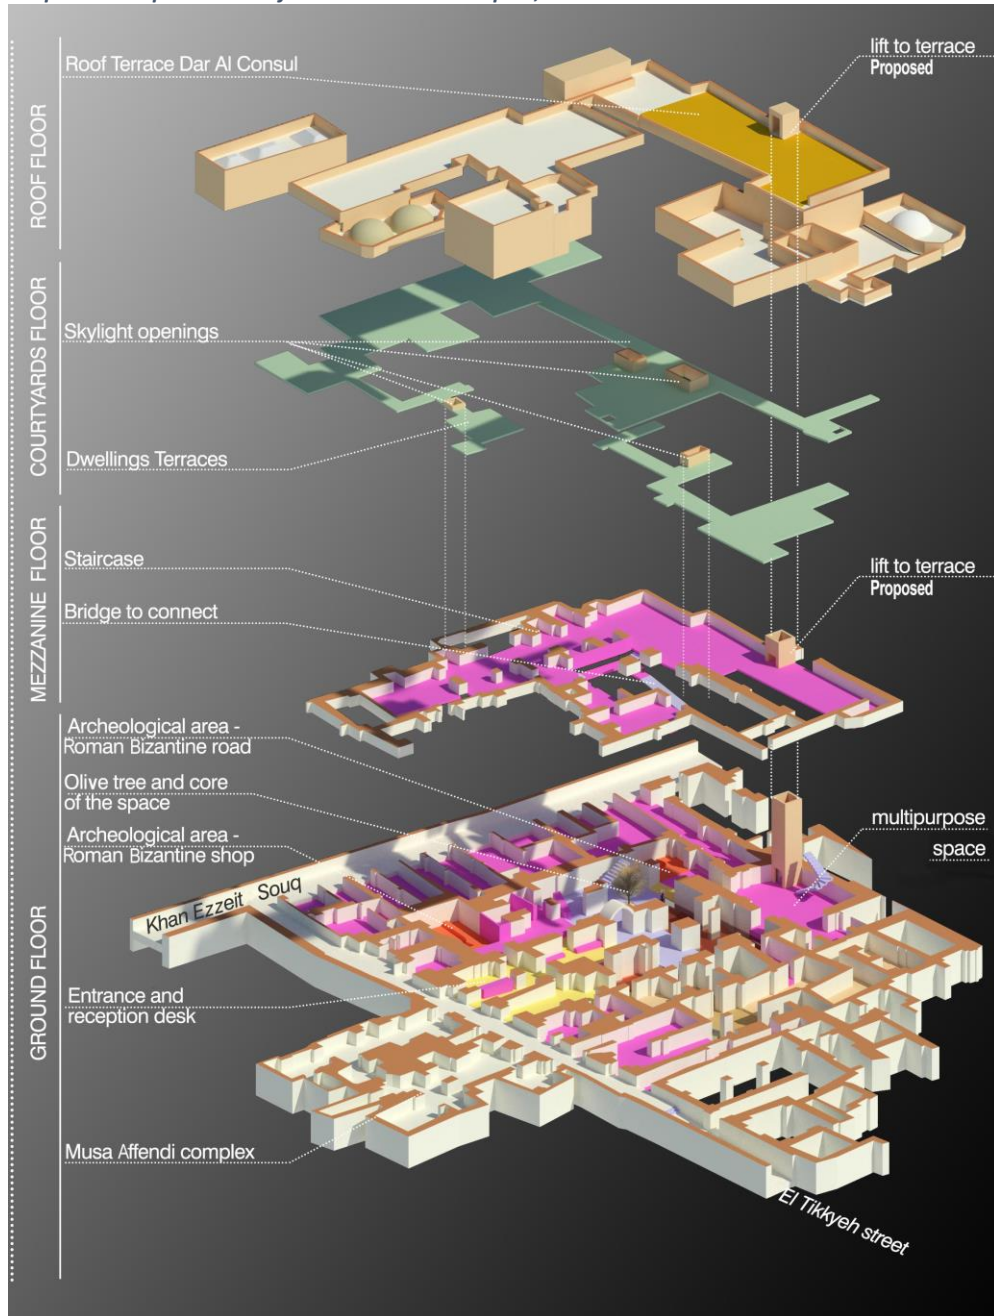 Roof Terrace Dar Al Consul
lift to terrace
Proposed
ROOF FLOOR
Skylight openings
Dwellings Terraces
COURTYARDS FLOOR
Staircase
Bridge to connect
lift to terrace
Proposed
MEZZANINE FLOOR
Archeological area -
Roman Bizantine road
Olive tree and core
of the space
Archeological area -
Roman Bizantine shop
multipurpose
space
Khan Ezzeit Souq
Entrance and
reception desk
GROUND FLOOR
Musa Affendi complex
El Tikkyeh street